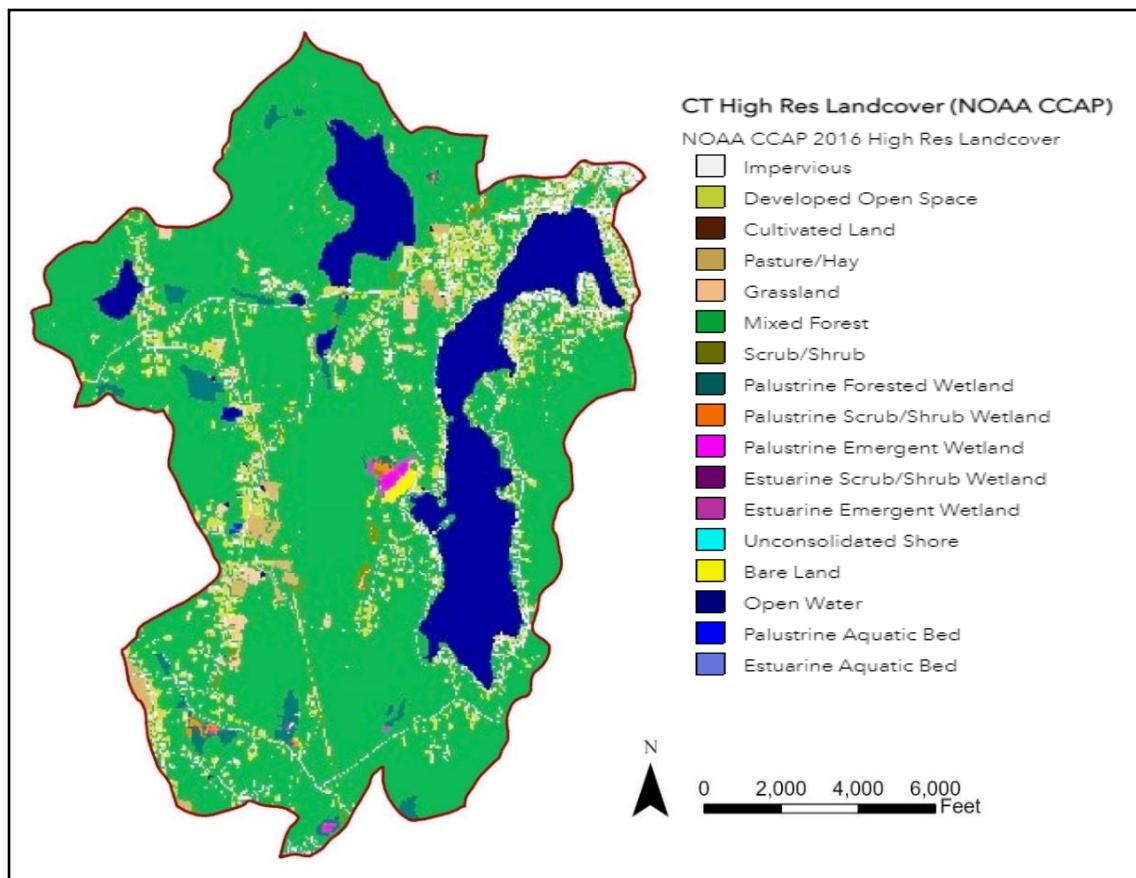 CT High Res Landcover (NOAA CCAP)
NOAA CCAP 2016 High Res Landcover
Impervious
Developed Open Space
Cultivated Land
Pasture/Hay
Grassland
Mixed Forest
Scrub/Shrub
Palustrine Forested Wetland
Palustrine Scrub/Shrub Wetland
Palustrine Emergent Wetland
Estuarine Scrub/Shrub Wetland
Estuarine Emergent Wetland
Unconsolidated Shore
Bare Land
Open Water
Palustrine Aquatic Bed
Estuarine Aquatic Bed
N
0 2,000 4,000 6,000
Feet